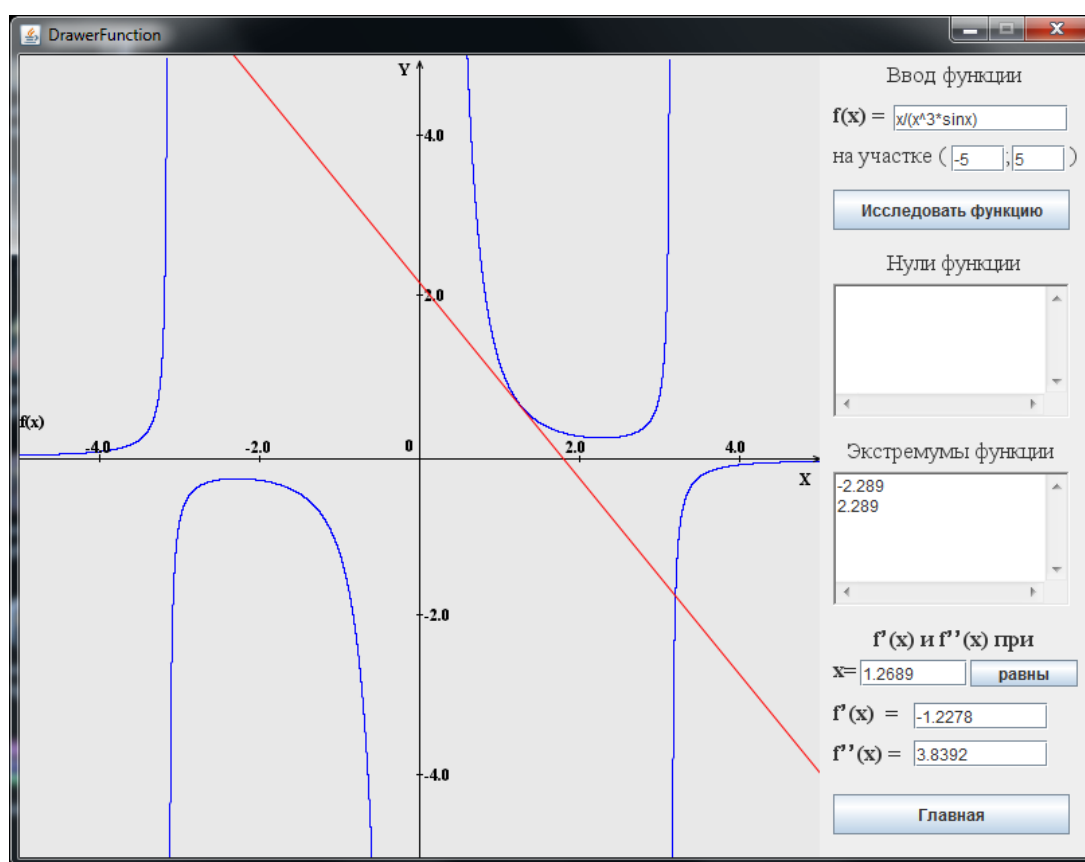 DrawerFunction
Y
4.0
2.0
f(x)
-4.0
-2.0
0
2.0
4.0
X
-2.0
-4.0
Ввод функции
f(x) = x/(x^3*sinx)
на участке ( -5 ; 5 )
Исследовать функцию
Нули функции
Экстремумы функции
-2.289
2.289
f'(x) и f''(x) при
x= 1.2689 равны
f'(x) = -1.2278
f''(x) = 3.8392
Главная